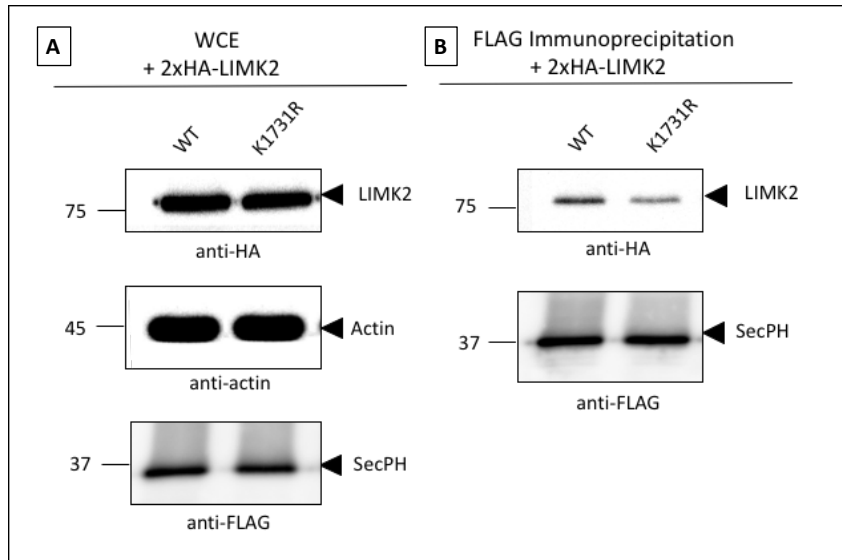 A
WCE
+ 2xHA-LIMK2
WT
K1731R
75
LIMK2
anti-HA
45
Actin
anti-actin
37
SecPH
anti-FLAG
B
FLAG Immunoprecipitation
+ 2xHA-LIMK2
WT
K1731R
75
LIMK2
anti-HA
37
SecPH
anti-FLAG